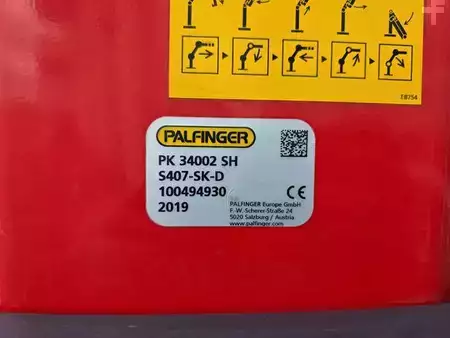 EB754
PALFINGER
PK 34002 SH
S407-SK-D
100494930
2019
CE
PALFINGER Europe GmbH
F.-W.-Scherer-Straße 24
5020 Salzburg / Austria
www.palfinger.com